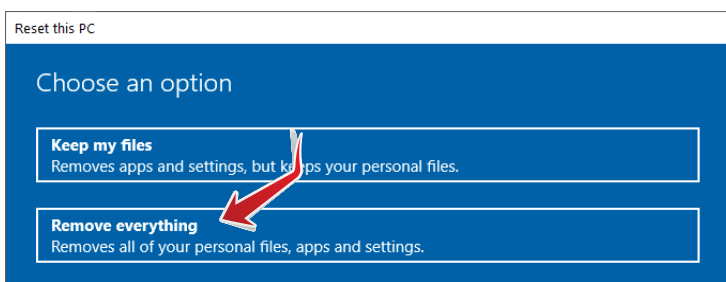 Reset this PC
Choose an option
Keep my files
Removes apps and settings, but keeps your personal files.
Remove everything
Removes all of your personal files, apps and settings.